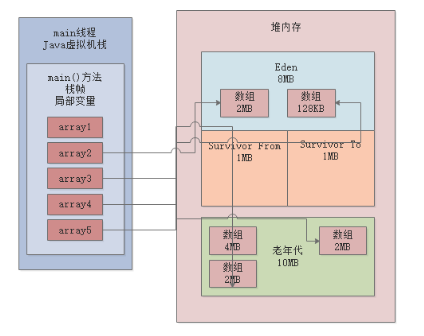 main线程
Java虚拟机栈
main()方法
栈帧
局部变量
array1
array2
array3
array4
array5
堆内存
Eden
8MB
数组
2MB
数组
128KB
Survivor From
1MB
Survivor To
1MB
数组
4MB
数组
2MB
老年代
10MB
数组
2MB